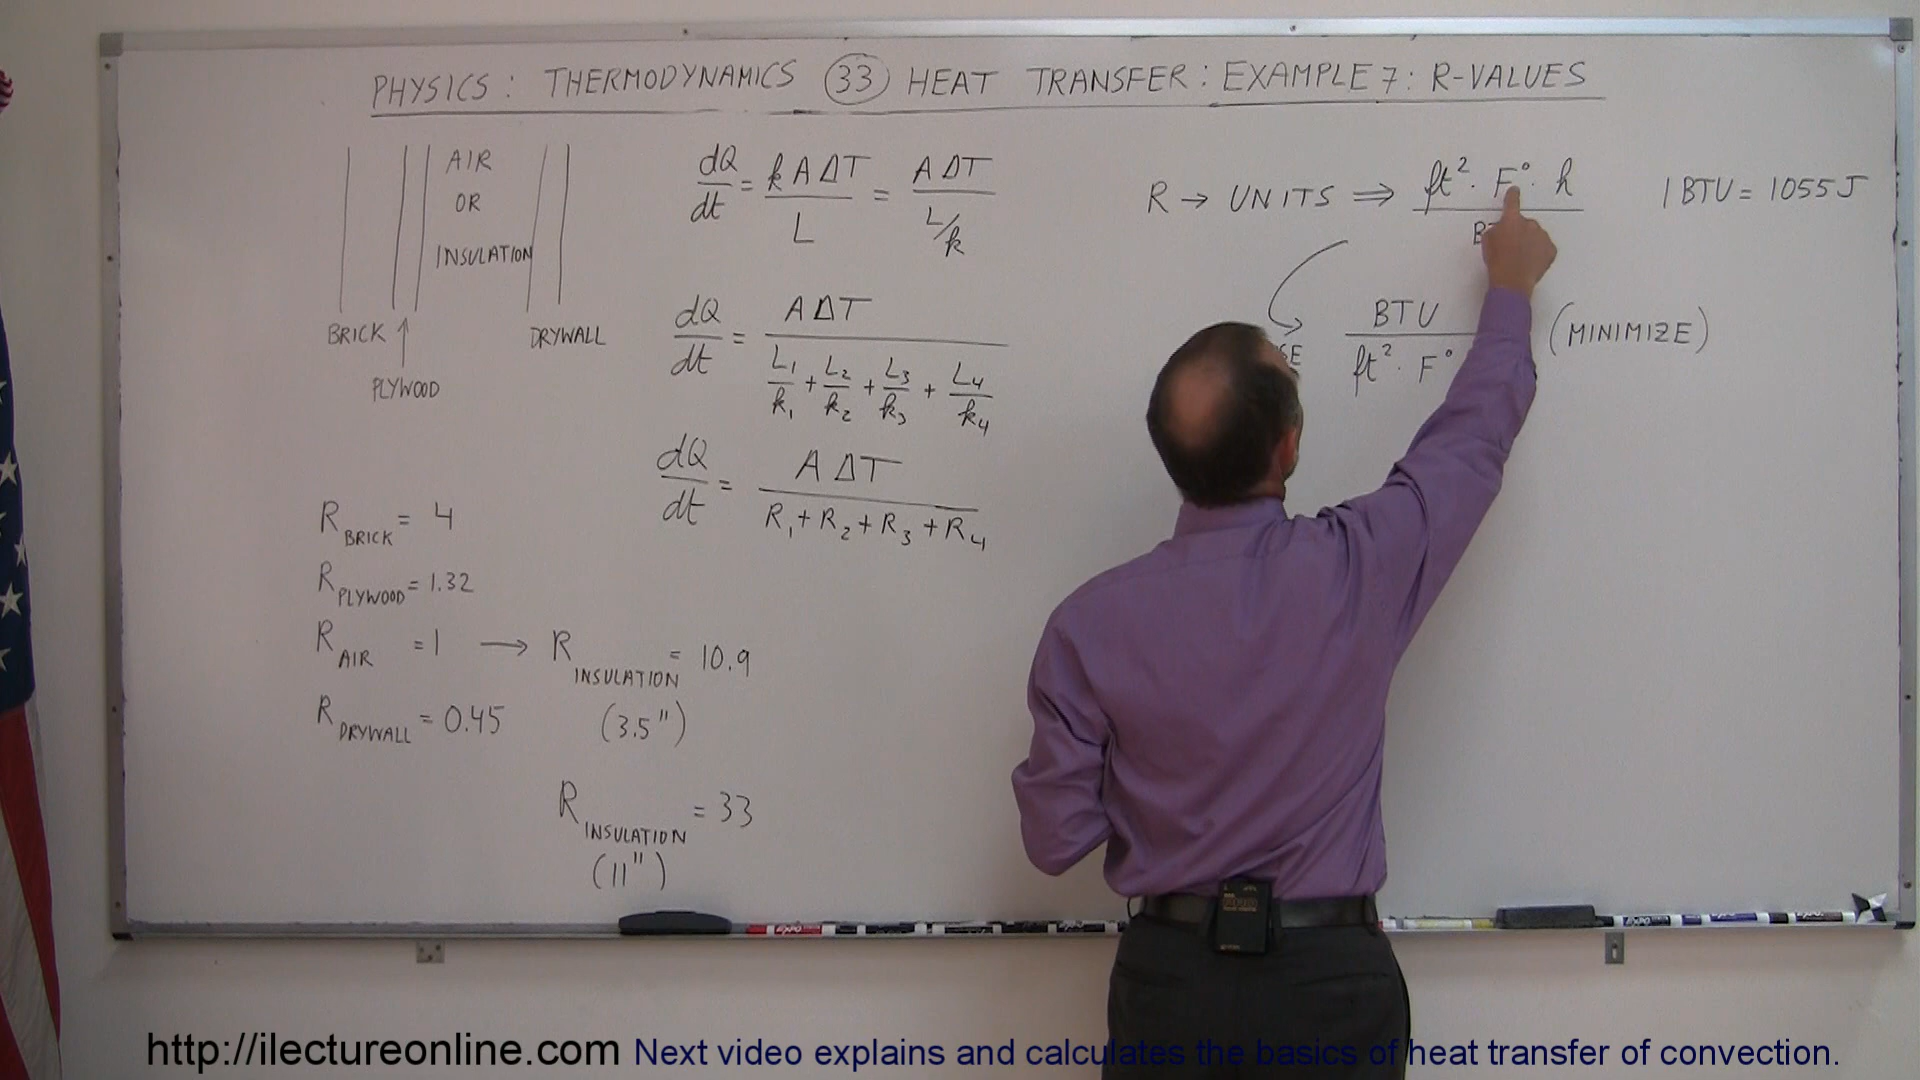 PHYSICS: THERMODYNAMICS 33 HEAT TRANSFER: EXAMPLE 7: R-VALUES
AIR
OR
INSULATION
BRICK
PLYWOOD
DRYWALL
dQ/dt = kAΔT/L = AΔT/(L/k)
dQ/dt = AΔT/(L₁/k₁ + L₂/k₂ + L₃/k₃ + L₄/k₄)
dQ/dt = AΔT/(R₁ + R₂ + R₃ + R₄)
R BRICK = 4
R PLYWOOD = 1.32
R AIR = 1 → R INSULATION = 10.9
(3.5")
R DRYWALL = 0.45
R INSULATION = 33
(11")
R → UNITS ⇒ ft² · F° · h
1 BTU = 1055 J
BTU
ft² · F°
(MINIMIZE)
http://ilectureonline.com Next video explains and calculates the basics of heat transfer of convection.